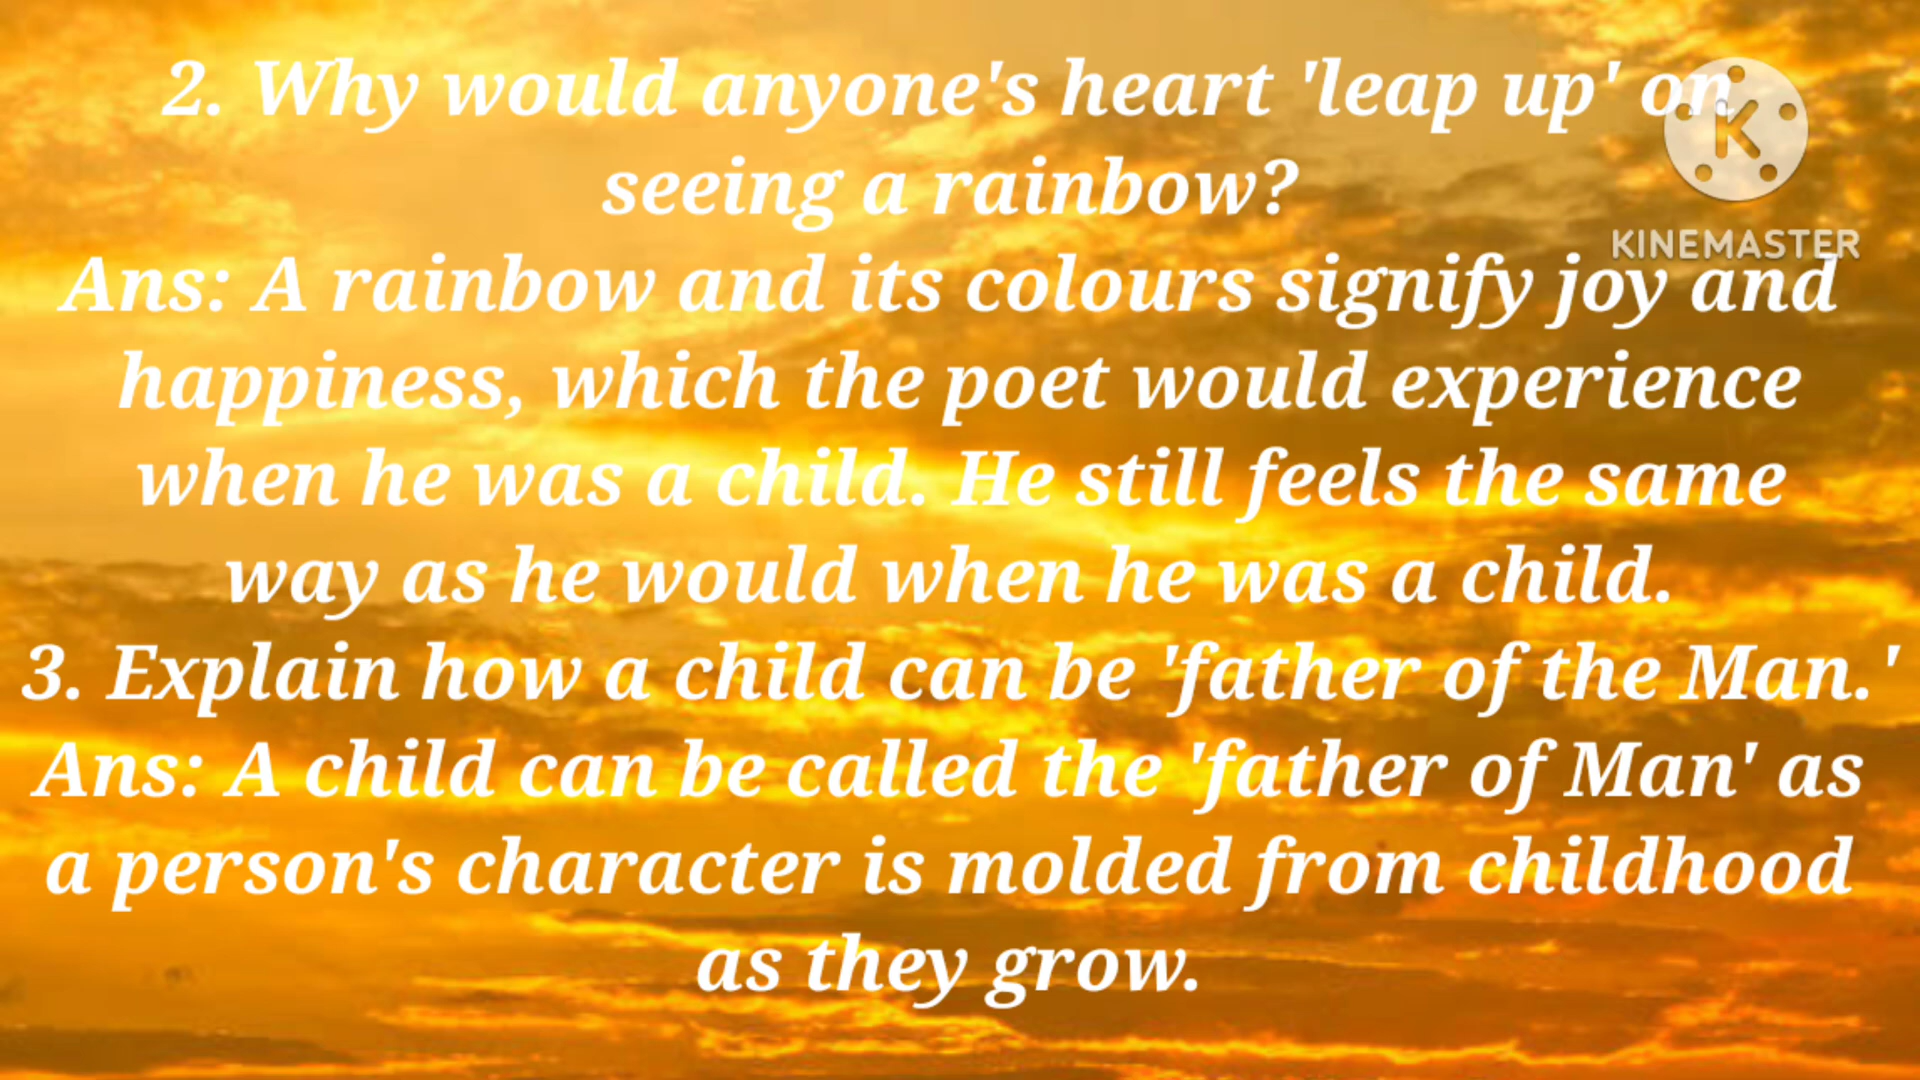 2. Why would anyone's heart 'leap up' on
seeing a rainbow?
KINEMASTER
Ans: A rainbow and its colours signify joy and
happiness, which the poet would experience
when he was a child. He still feels the same
way as he would when he was a child.
3. Explain how a child can be 'father of the Man.'
Ans: A child can be called the 'father of Man' as
a person's character is molded from childhood
as they grow.